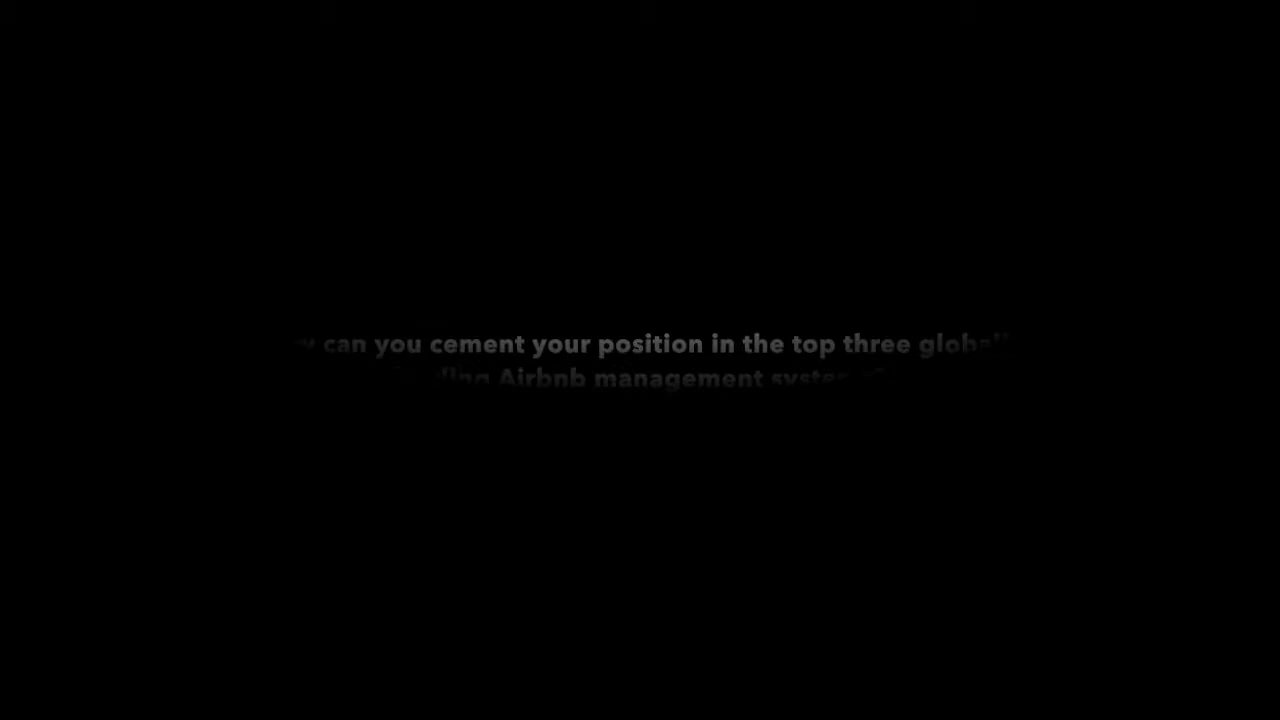 can you cement your position in the top three
Airbnb management